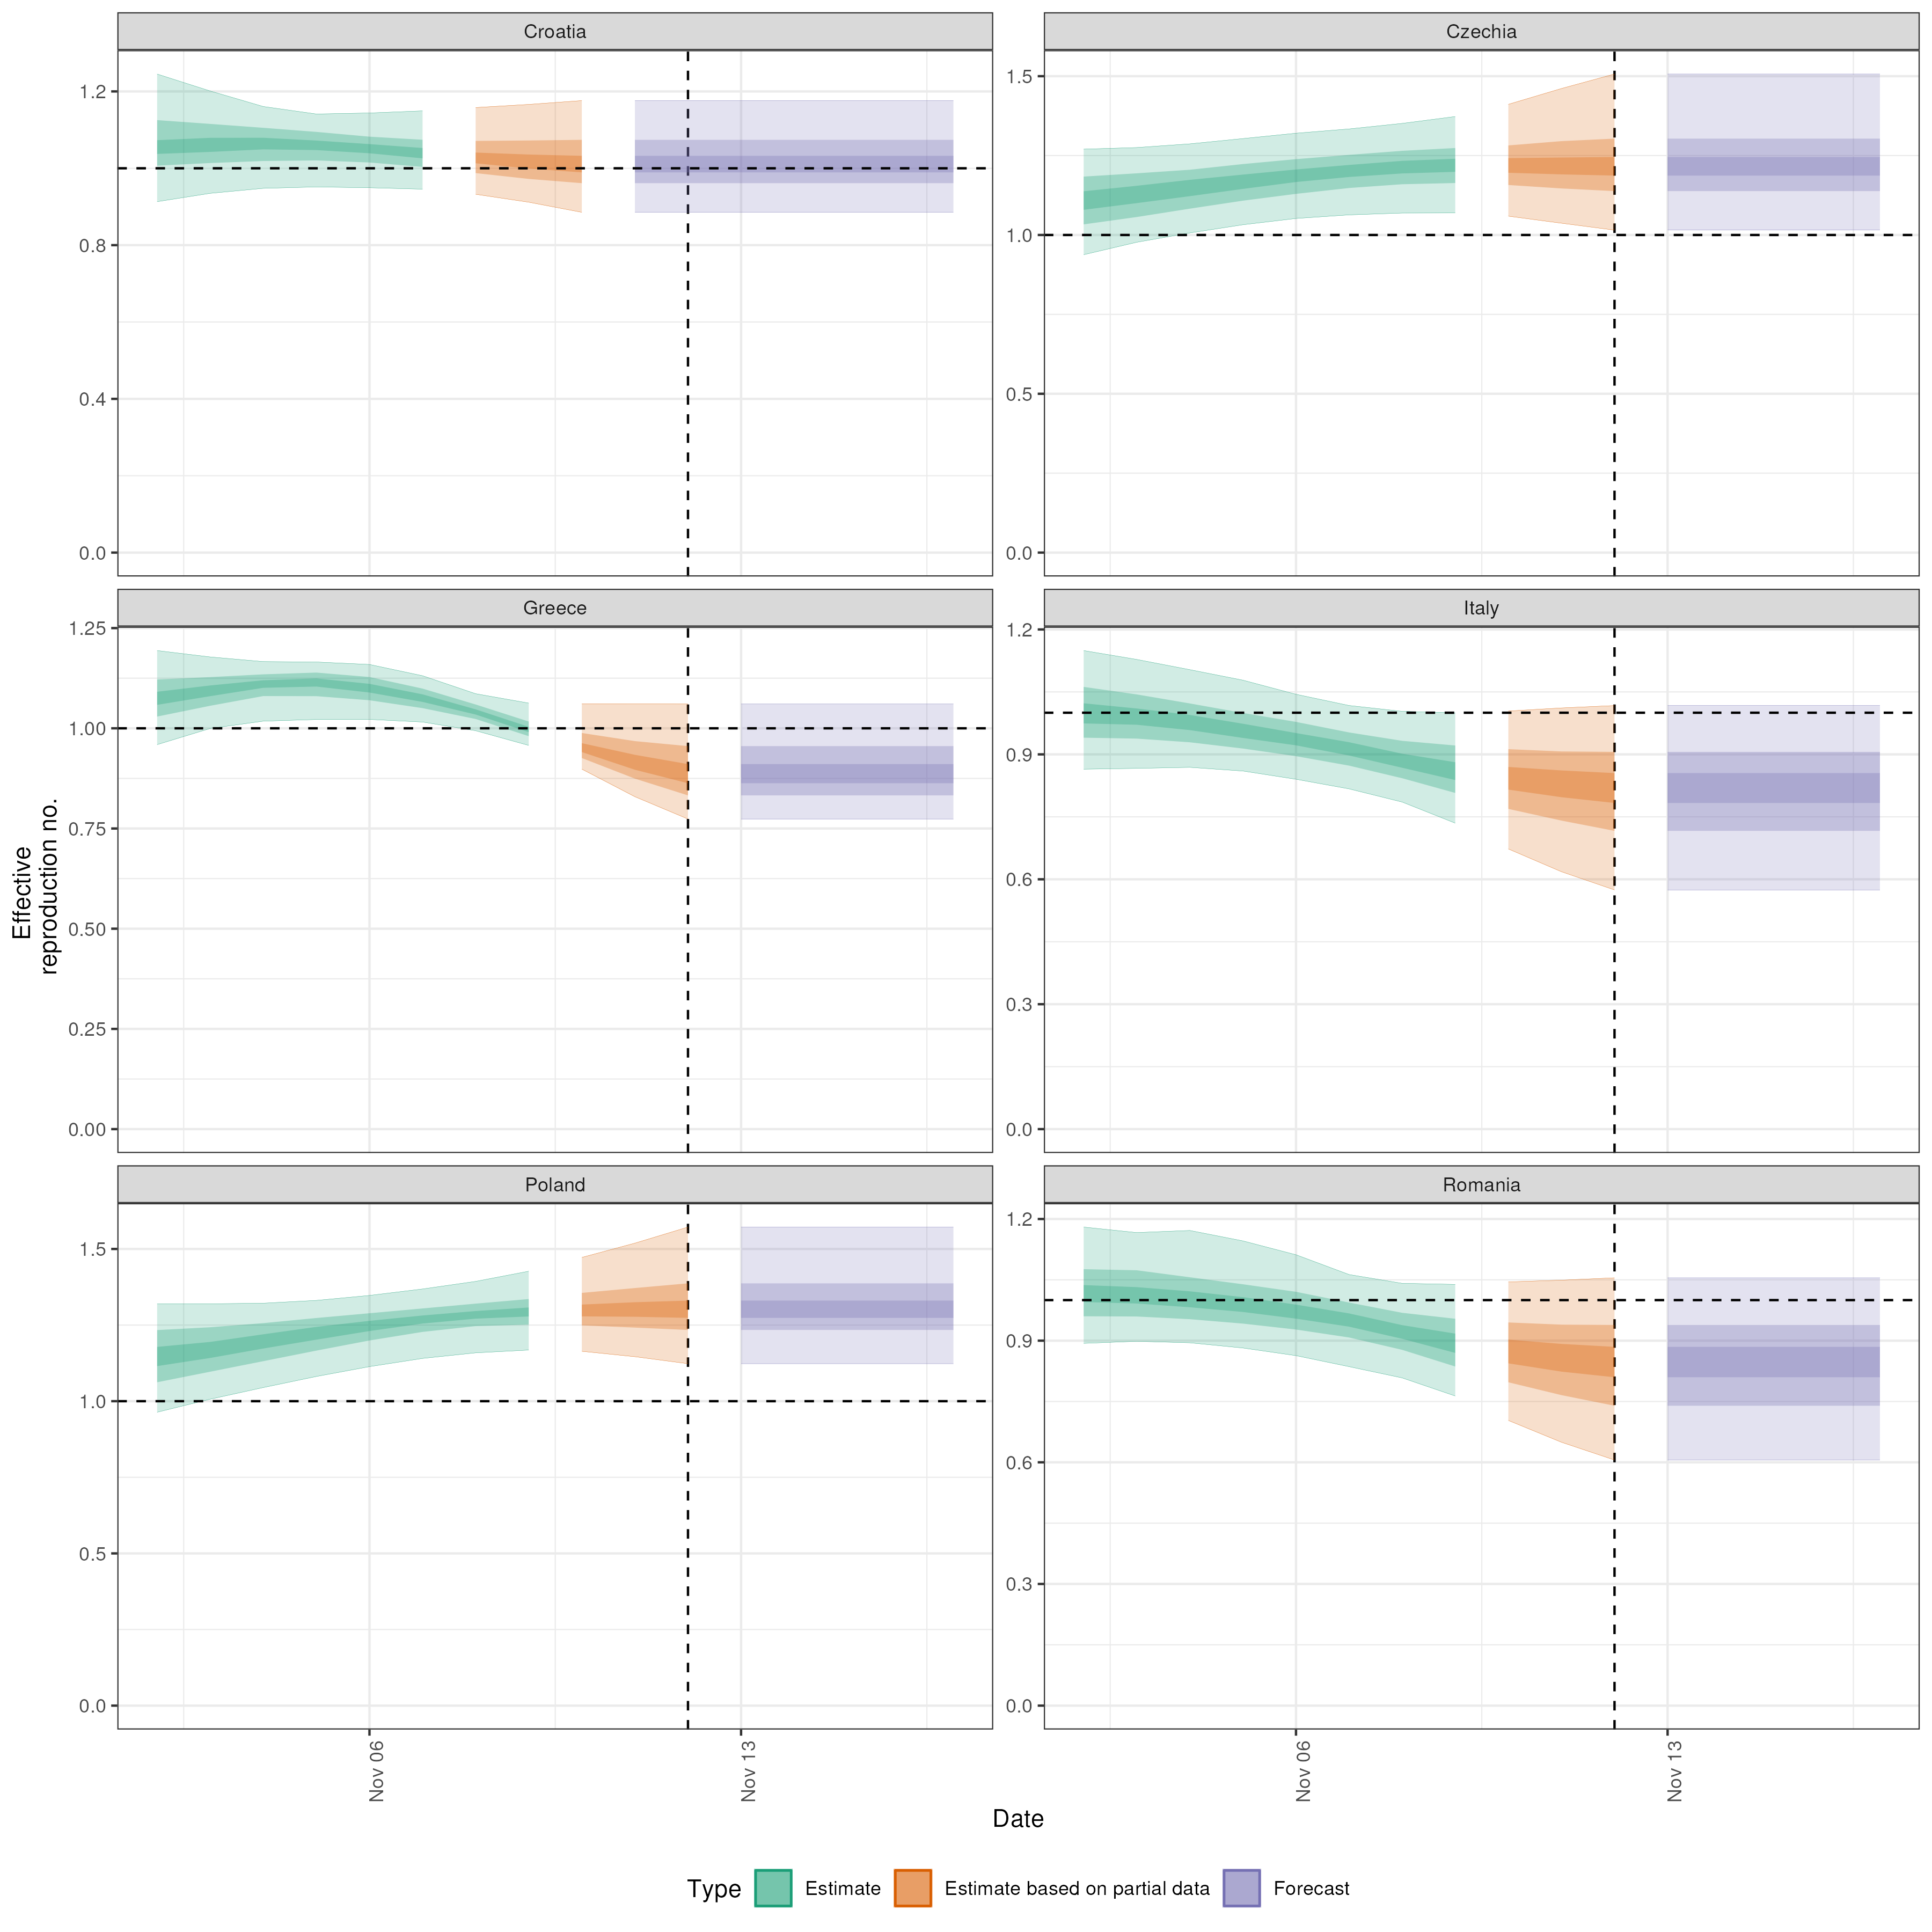 Croatia
Czechia
1.2
0.8
0.4
0.0
1.5
1.0
0.5
0.0
Greece
Italy
1.25
1.00
0.75
0.50
0.25
0.00
1.2
0.9
0.6
0.3
0.0
Effective
reproduction no.
Poland
Romania
1.5
1.0
0.5
0.0
1.2
0.9
0.6
0.3
0.0
Nov 06
Nov 13
Nov 06
Nov 13
Date
Type Estimate Estimate based on partial data Forecast